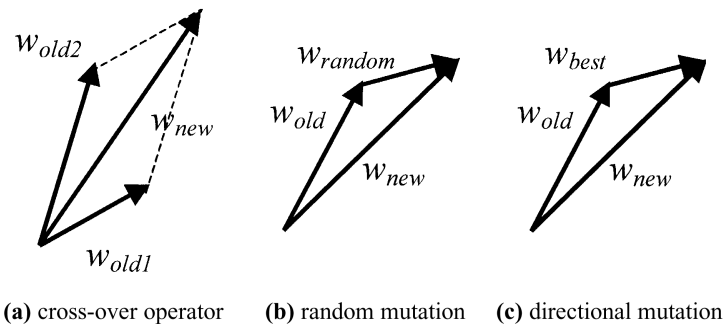 w_old2
w_new
w_old1
(a) cross-over operator
w_random
w_old
w_new
(b) random mutation
w_best
w_old
w_new
(c) directional mutation